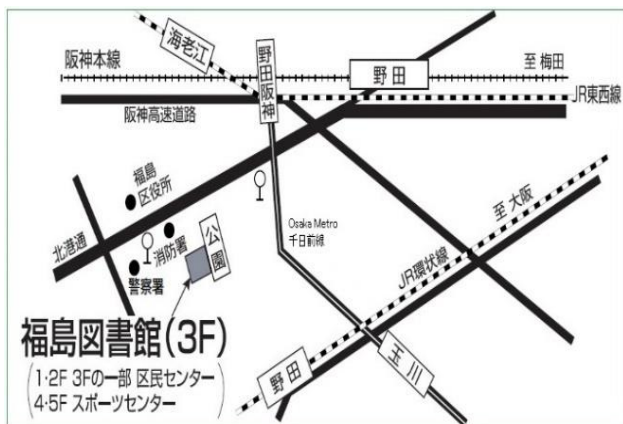 海老江
阪神本線
野田阪神
野田
至 梅田
阪神高速道路
JR東西線
福島
区役所
Osaka Metro
千日前線
至 大阪
北港通
消防署
公園
警察署
JR環状線
福島図書館(3F)
(1·2F 3Fの一部 区民センター
4·5F スポーツセンター)
野田
玉川